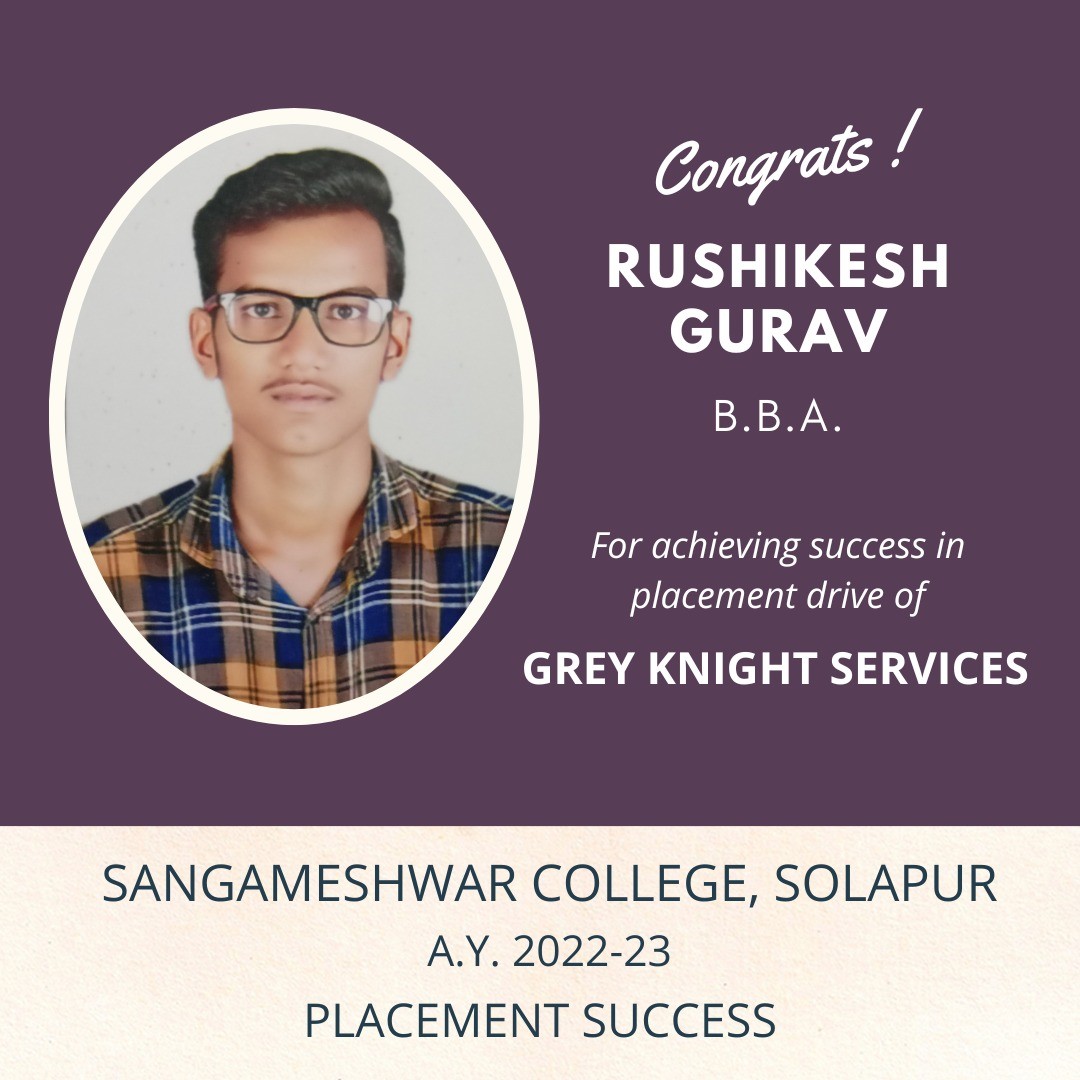 Congrats !
RUSHIKESH
GURAV
B.B.A.
For achieving success in
placement drive of
GREY KNIGHT SERVICES
SANGAMESHWAR COLLEGE, SOLAPUR
A.Y. 2022-23
PLACEMENT SUCCESS